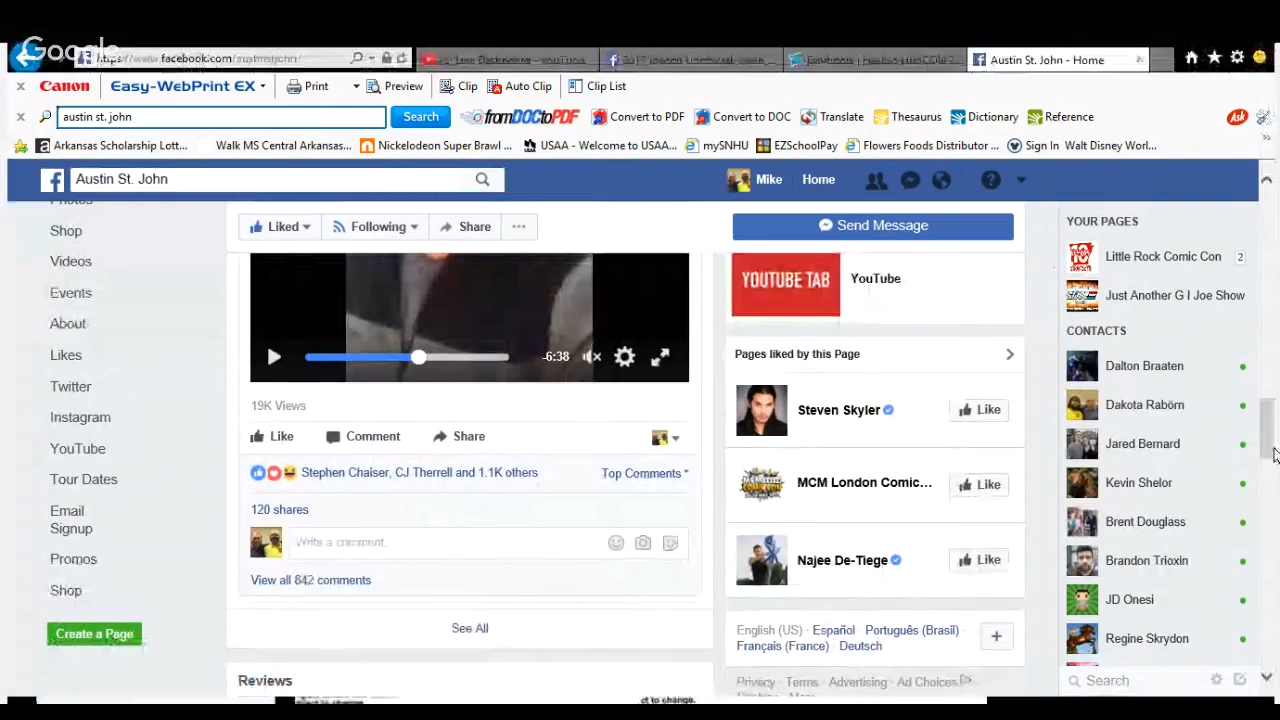 Google
https://www.facebook.com/austinstjohn/
Austin St. John - Home
Canon Easy-WebPrint EX Print Preview Clip Auto Clip Clip List
austin st. john Search fromDOCtoPDF Convert to PDF Convert to DOC Translate Thesaurus Dictionary Reference Ask
Arkansas Scholarship Lott... Walk MS Central Arkansas... Nickelodeon Super Brawl ... USAA - Welcome to USAA... mySNHU EZSchoolPay Flowers Foods Distributor ... Sign In Walt Disney Worl...
Austin St. John Mike Home
Photos
Shop
Videos
Events
About
Likes
Twitter
Instagram
YouTube
Tour Dates
Email
Signup
Promos
Shop
Create a Page
Liked Following Share ...
-6:38
19K Views
Like Comment Share
Stephen Chaiser, CJ Therrell and 1.1K others Top Comments
120 shares
Write a comment...
View all 842 comments
See All
Reviews
ct to change.
Send Message
YOUTUBE TAB YouTube
Pages liked by this Page
Steven Skyler Like
MCM London Comic... Like
Najee De-Tiege Like
English (US) · Español · Português (Brasil) ·
Français (France) · Deutsch
Privacy · Terms · Advertising · Ad Choices
YOUR PAGES
Little Rock Comic Con 2
Just Another G I Joe Show
CONTACTS
Dalton Braaten
Dakota Rabörn
Jared Bernard
Kevin Shelor
Brent Douglass
Brandon Trioxin
JD Onesi
Regine Skrydon
Search